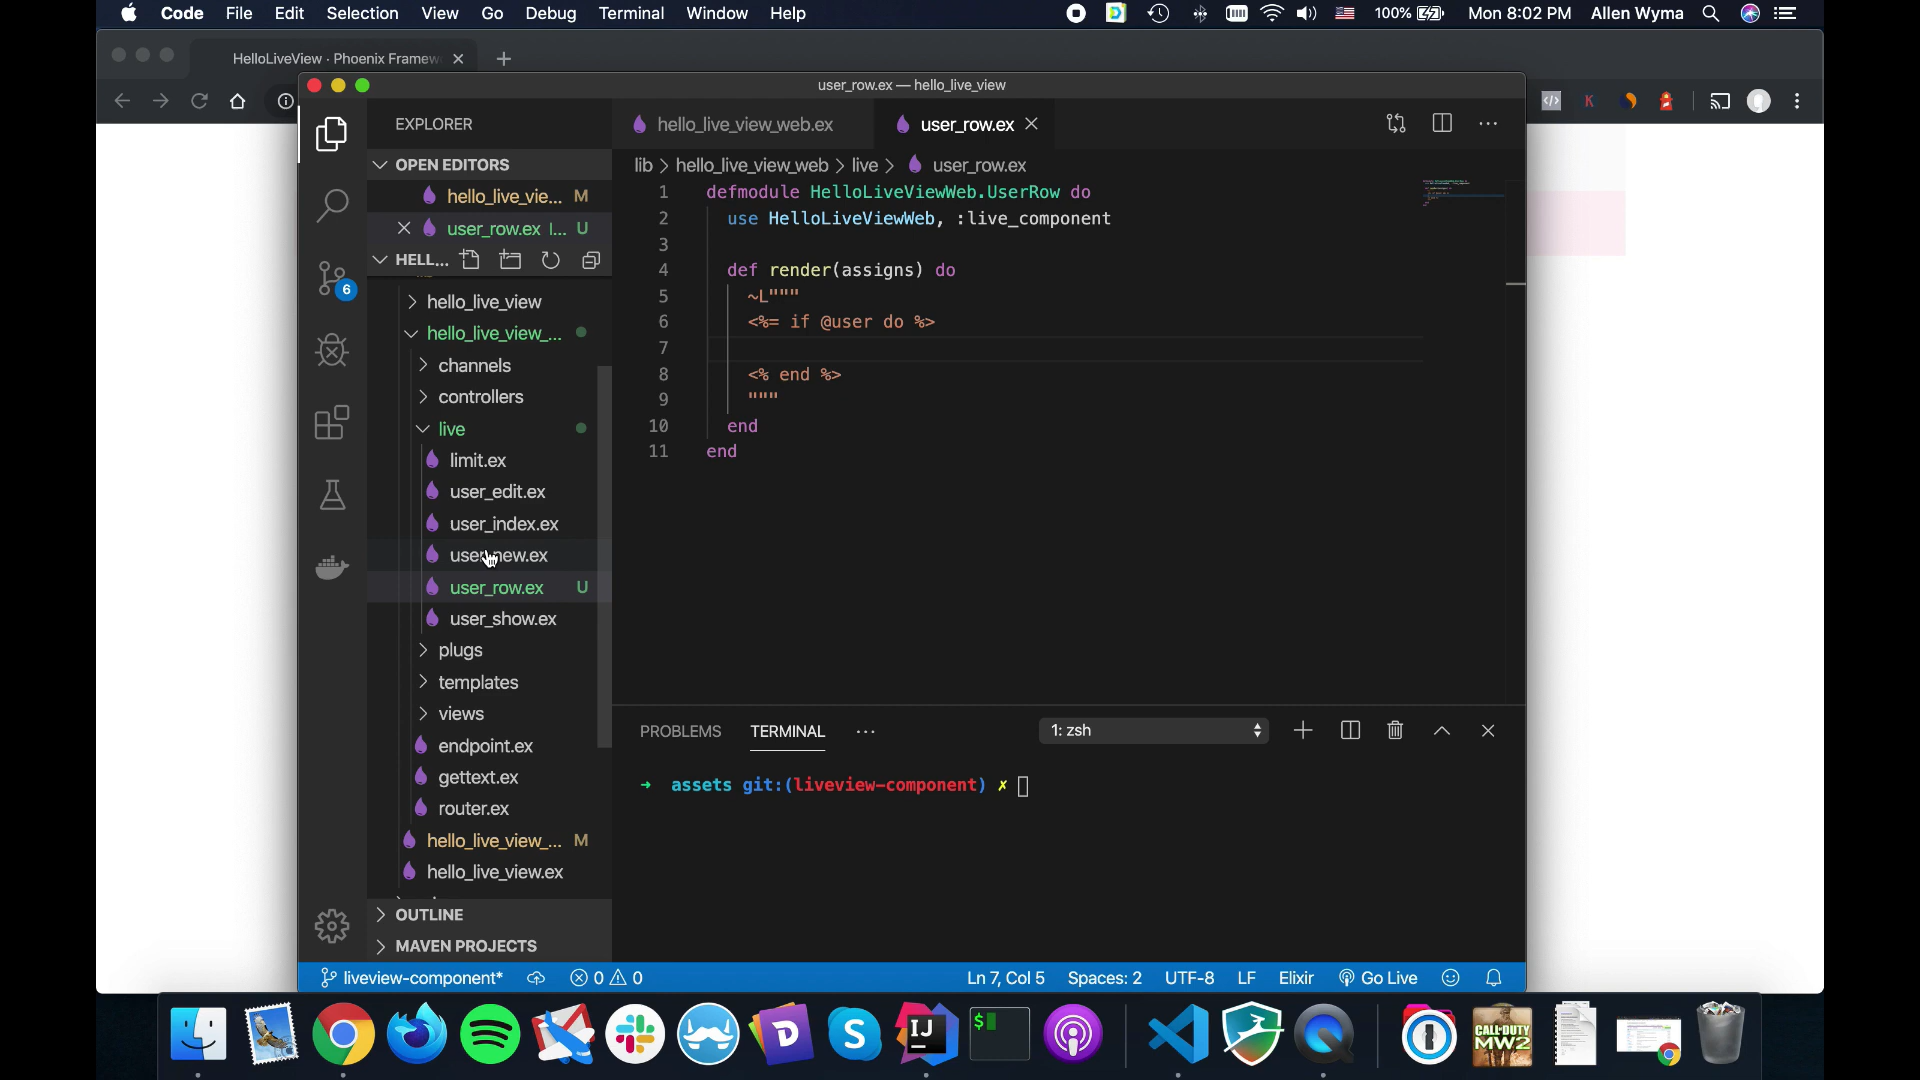 Code File Edit Selection View Go Debug Terminal Window Help 100% Mon 8:02 PM Allen Wyma
HelloLiveView · Phoenix Framew
user_row.ex — hello_live_view
EXPLORER
OPEN EDITORS
hello_live_vie... M
user_row.ex l... U
HELL...
hello_live_view
hello_live_view_...
channels
controllers
live
limit.ex
user_edit.ex
user_index.ex
user_new.ex
user_row.ex U
user_show.ex
plugs
templates
views
endpoint.ex
gettext.ex
router.ex
hello_live_view_... M
hello_live_view.ex
OUTLINE
MAVEN PROJECTS
6
hello_live_view_web.ex user_row.ex
lib > hello_live_view_web > live > user_row.ex
1 defmodule HelloLiveViewWeb.UserRow do
2 use HelloLiveViewWeb, :live_component
3
4 def render(assigns) do
5 ~L"""
6 <%= if @user do %>
7
8 <% end %>
9 """
10 end
11 end
PROBLEMS TERMINAL ··· 1: zsh
→ assets git:(liveview-component) ✗
liveview-component* 0 0 Ln 7, Col 5 Spaces: 2 UTF-8 LF Elixir Go Live
K
D S IJ $ CALL OF DUTY MW2